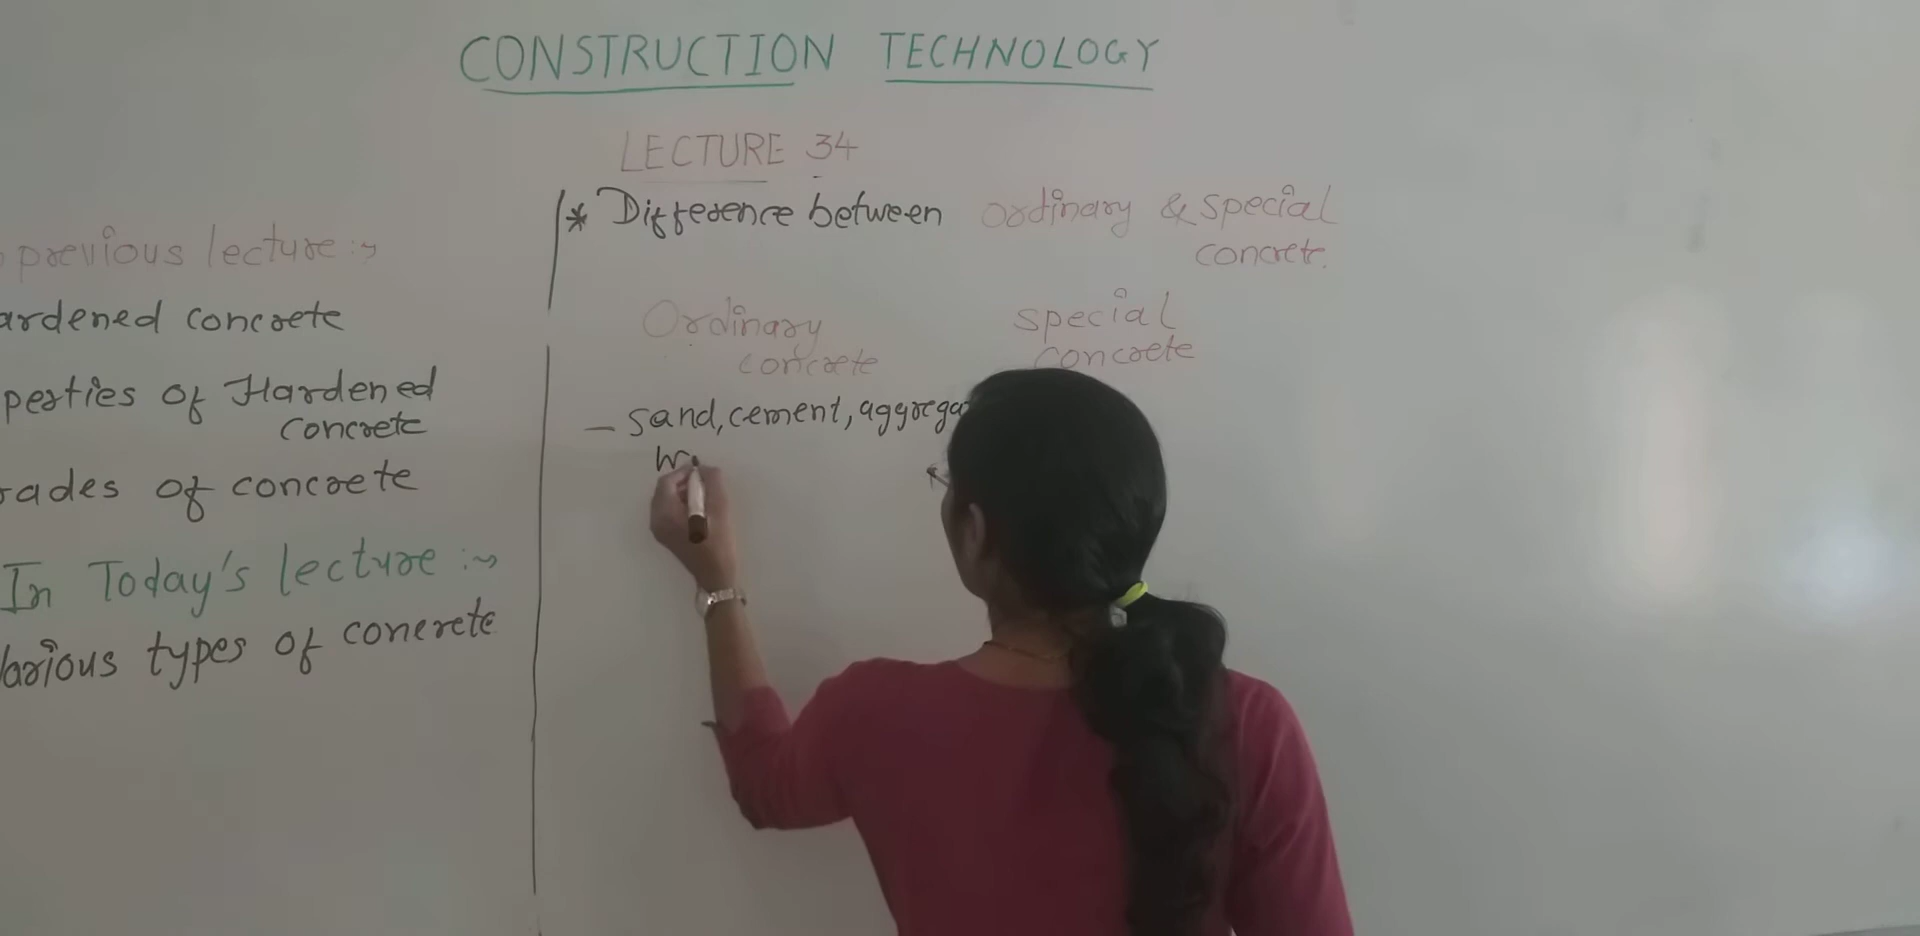 CONSTRUCTION TECHNOLOGY
LECTURE 34
previous lecture :-
ardened concrete
perties of Hardened
concrete
rades of concrete
In Today's lecture :-
Various types of concrete
* Difference between ordinary & special
concrete.
Ordinary
concrete
special
concrete
— sand, cement, aggrega